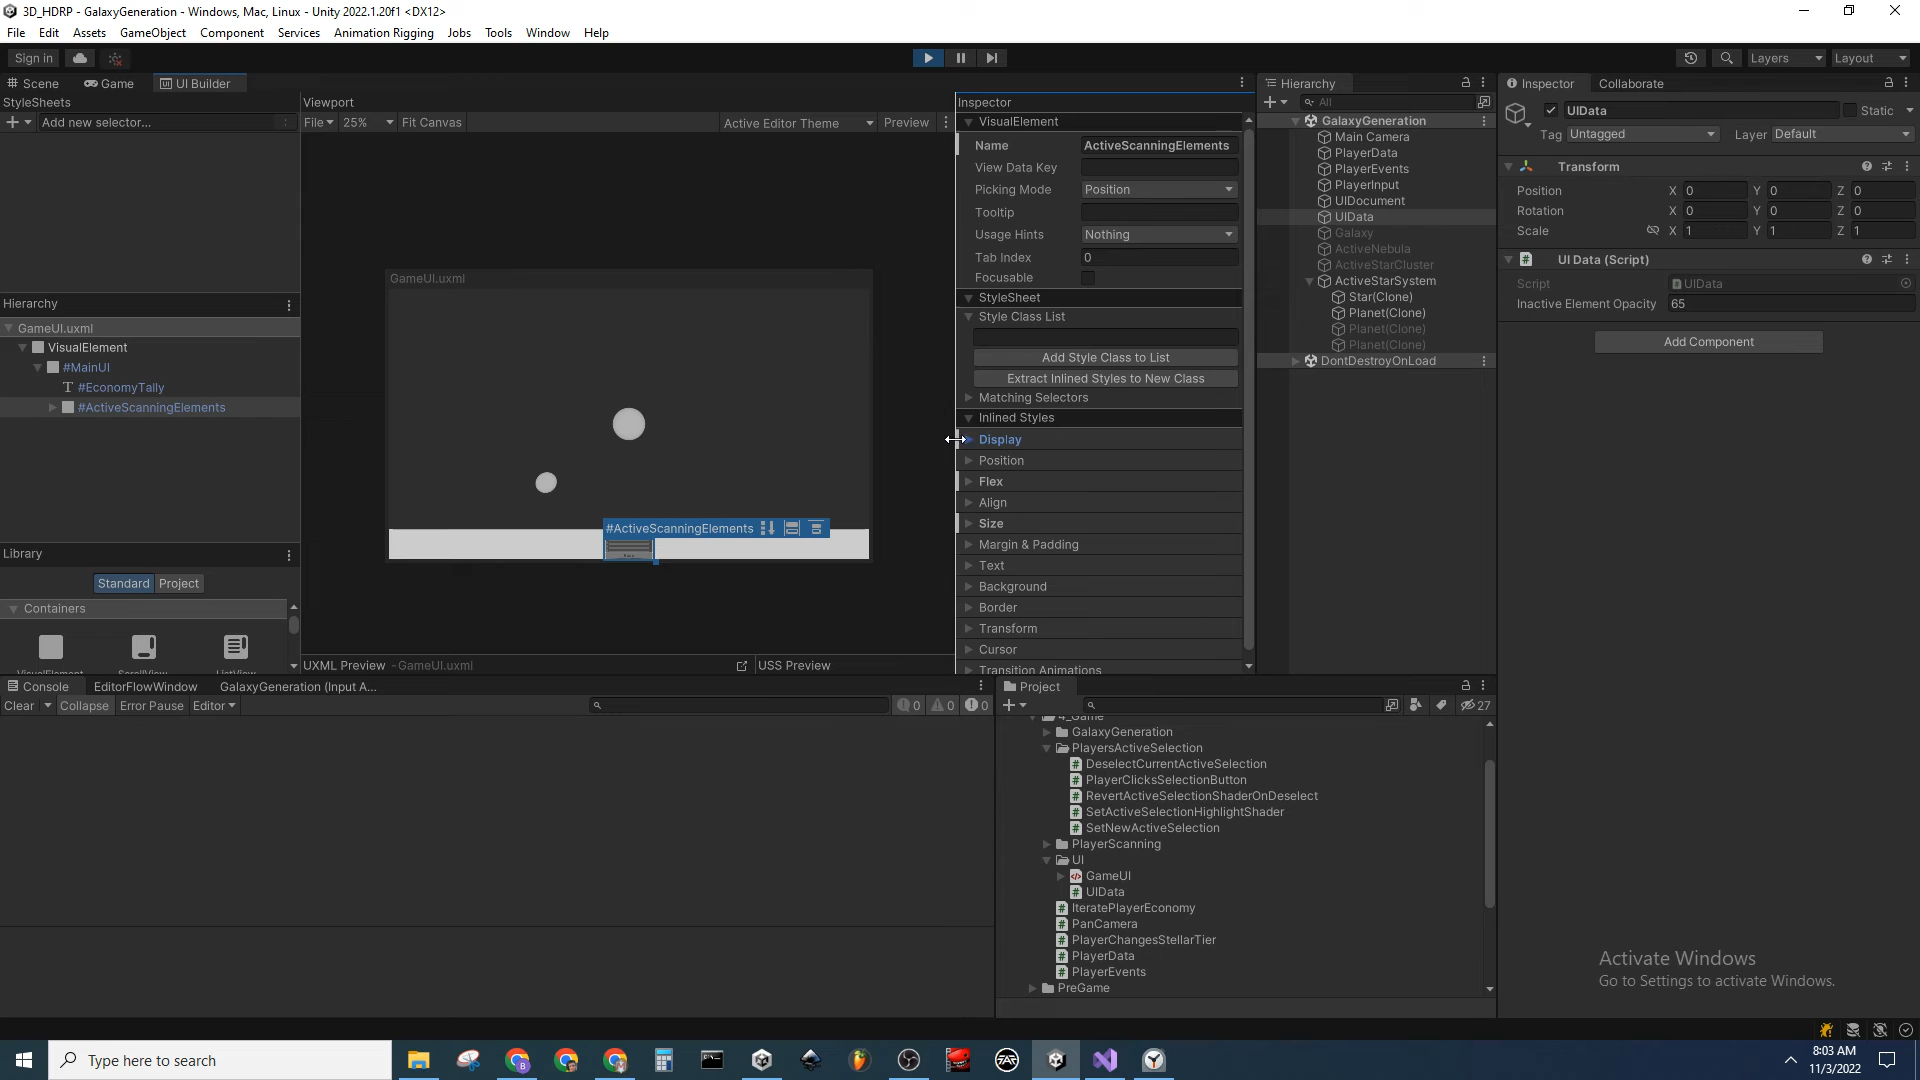 3D_HDRP - GalaxyGeneration - Windows, Mac, Linux - Unity 2022.1.20f1 <DX12>
File Edit Assets GameObject Component Services Animation Rigging Jobs Tools Window Help
Sign in
Layers
Layout
Scene
Game
UI Builder
StyleSheets
Add new selector...
Viewport
File
25%
Fit Canvas
Active Editor Theme
Preview
GameUI.uxml
#ActiveScanningElements
Hierarchy
GameUI.uxml
VisualElement
#MainUI
#EconomyTally
#ActiveScanningElements
Library
Standard
Project
Containers
UXML Preview - GameUI.uxml
USS Preview
Inspector
VisualElement
Name ActiveScanningElements
View Data Key
Picking Mode Position
Tooltip
Usage Hints Nothing
Tab Index 0
Focusable
StyleSheet
Style Class List
Add Style Class to List
Extract Inlined Styles to New Class
Matching Selectors
Inlined Styles
Display
Position
Flex
Align
Size
Margin & Padding
Text
Background
Border
Transform
Cursor
Transition Animations
Hierarchy
All
GalaxyGeneration
Main Camera
PlayerData
PlayerEvents
PlayerInput
UIDocument
UIData
Galaxy
ActiveNebula
ActiveStarCluster
ActiveStarSystem
Star(Clone)
Planet(Clone)
Planet(Clone)
Planet(Clone)
DontDestroyOnLoad
Inspector
Collaborate
UIData
Static
Tag Untagged
Layer Default
Transform
Position X 0 Y 0 Z 0
Rotation X 0 Y 0 Z 0
Scale X 1 Y 1 Z 1
UI Data (Script)
Script UIData
Inactive Element Opacity 65
Add Component
Console
EditorFlowWindow
GalaxyGeneration (Input A...
Clear
Collapse
Error Pause
Editor
0
0
0
Project
27
4_Game
GalaxyGeneration
PlayersActiveSelection
DeselectCurrentActiveSelection
PlayerClicksSelectionButton
RevertActiveSelectionShaderOnDeselect
SetActiveSelectionHighlightShader
SetNewActiveSelection
PlayerScanning
UI
GameUI
UIData
IteratePlayerEconomy
PanCamera
PlayerChangesStellarTier
PlayerData
PlayerEvents
PreGame
Activate Windows
Go to Settings to activate Windows.
Type here to search
8:03 AM
11/3/2022